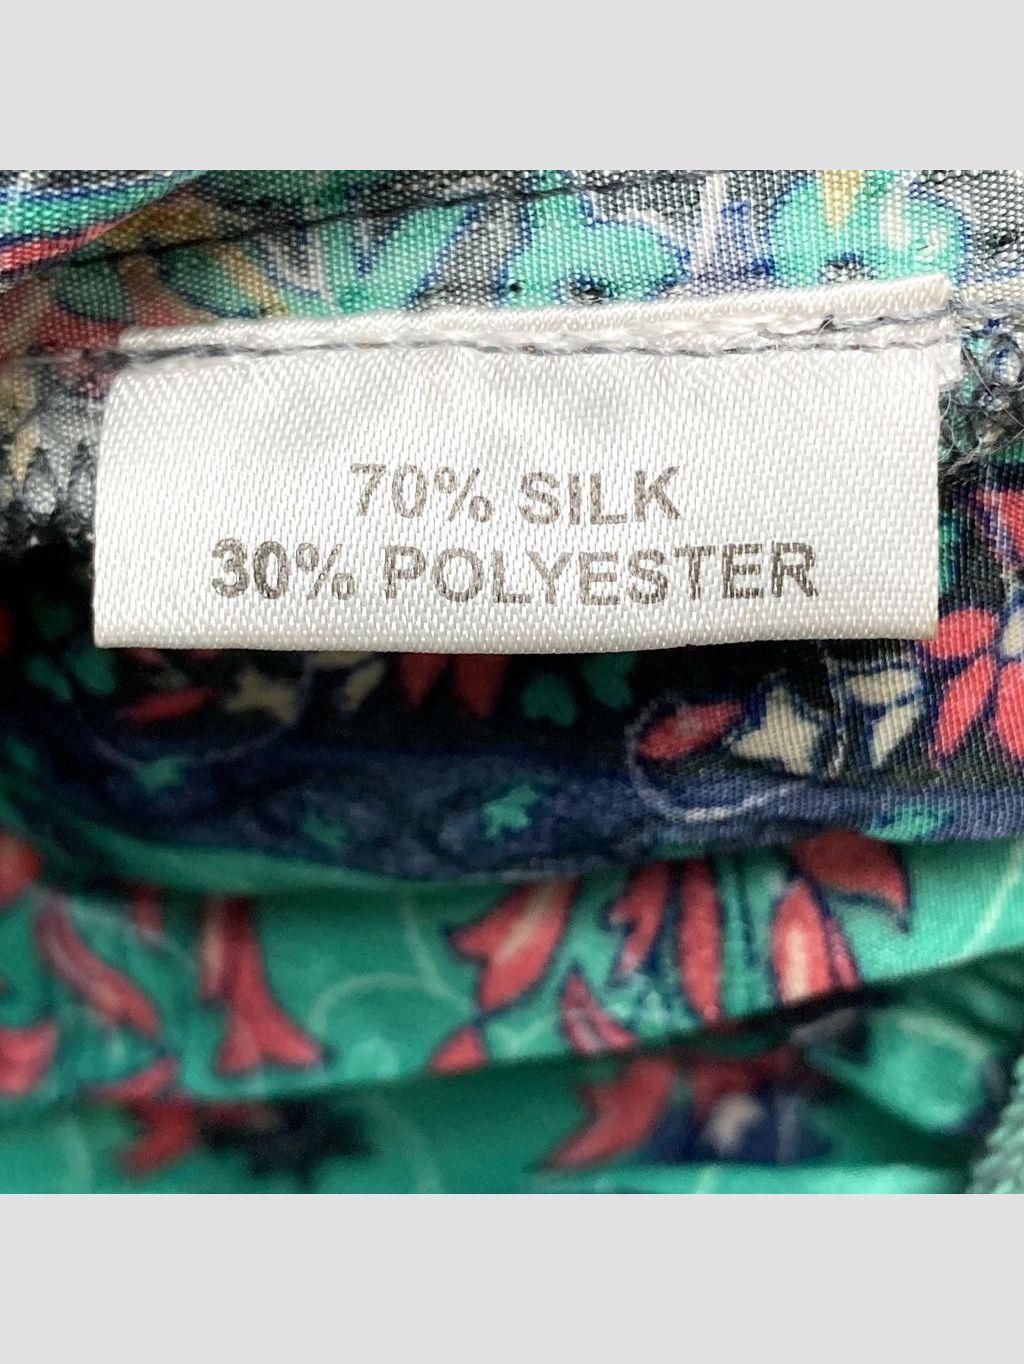 70% SILK
30% POLYESTER